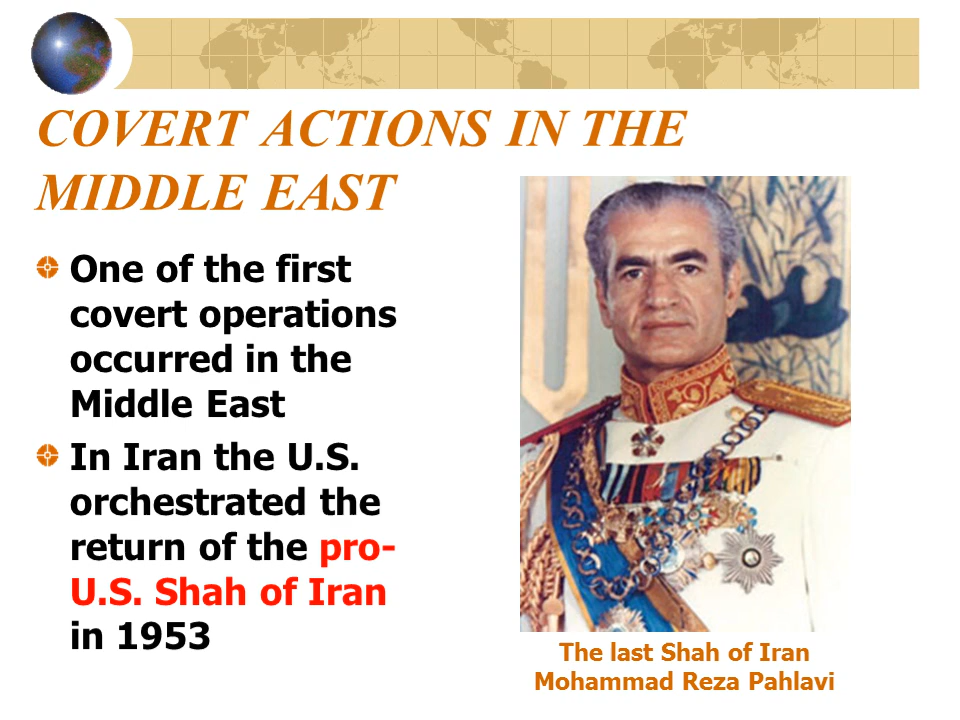 COVERT ACTIONS IN THE
MIDDLE EAST
One of the first
covert operations
occurred in the
Middle East
In Iran the U.S.
orchestrated the
return of the pro-
U.S. Shah of Iran
in 1953
The last Shah of Iran
Mohammad Reza Pahlavi